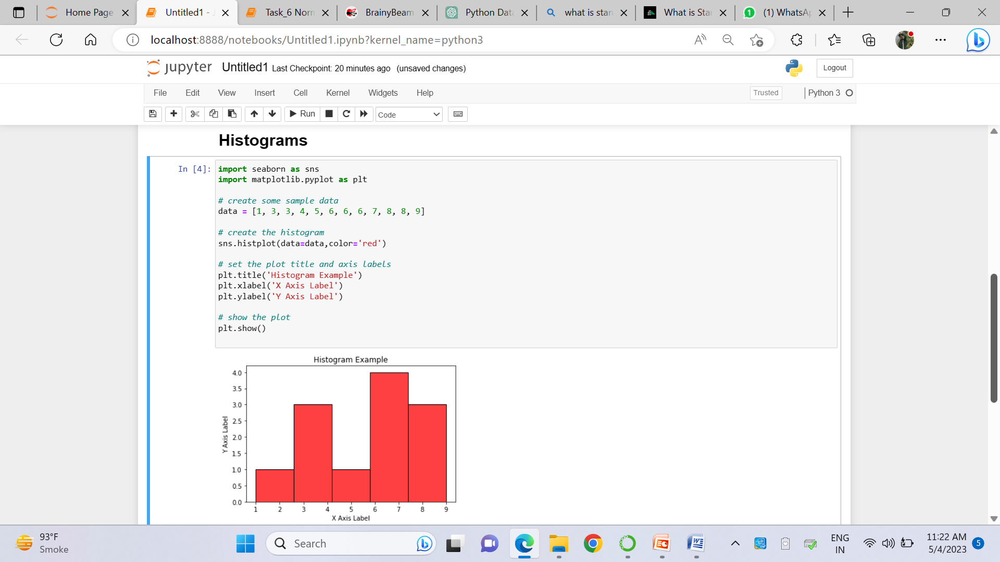 Home Page
Untitled1 - J
Task_6 Norm
BrainyBeam
Python Data
what is stan
What is Star
(1) WhatsAp
localhost:8888/notebooks/Untitled1.ipynb?kernel_name=python3
jupyter Untitled1 Last Checkpoint: 20 minutes ago (unsaved changes)
Logout
File Edit View Insert Cell Kernel Widgets Help
Trusted
Python 3
Run
Code
Histograms
In [4]:
import seaborn as sns
import matplotlib.pyplot as plt
# create some sample data
data = [1, 3, 3, 4, 5, 6, 6, 6, 7, 8, 8, 9]
# create the histogram
sns.histplot(data=data,color='red')
# set the plot title and axis labels
plt.title('Histogram Example')
plt.xlabel('X Axis Label')
plt.ylabel('Y Axis Label')
# show the plot
plt.show()
Histogram Example
4.0
3.5
3.0
2.5
2.0
1.5
1.0
0.5
0.0
Y Axis Label
1 2 3 4 5 6 7 8 9
X Axis Label
93°F
Smoke
Search
ENG
IN
11:22 AM
5/4/2023
5